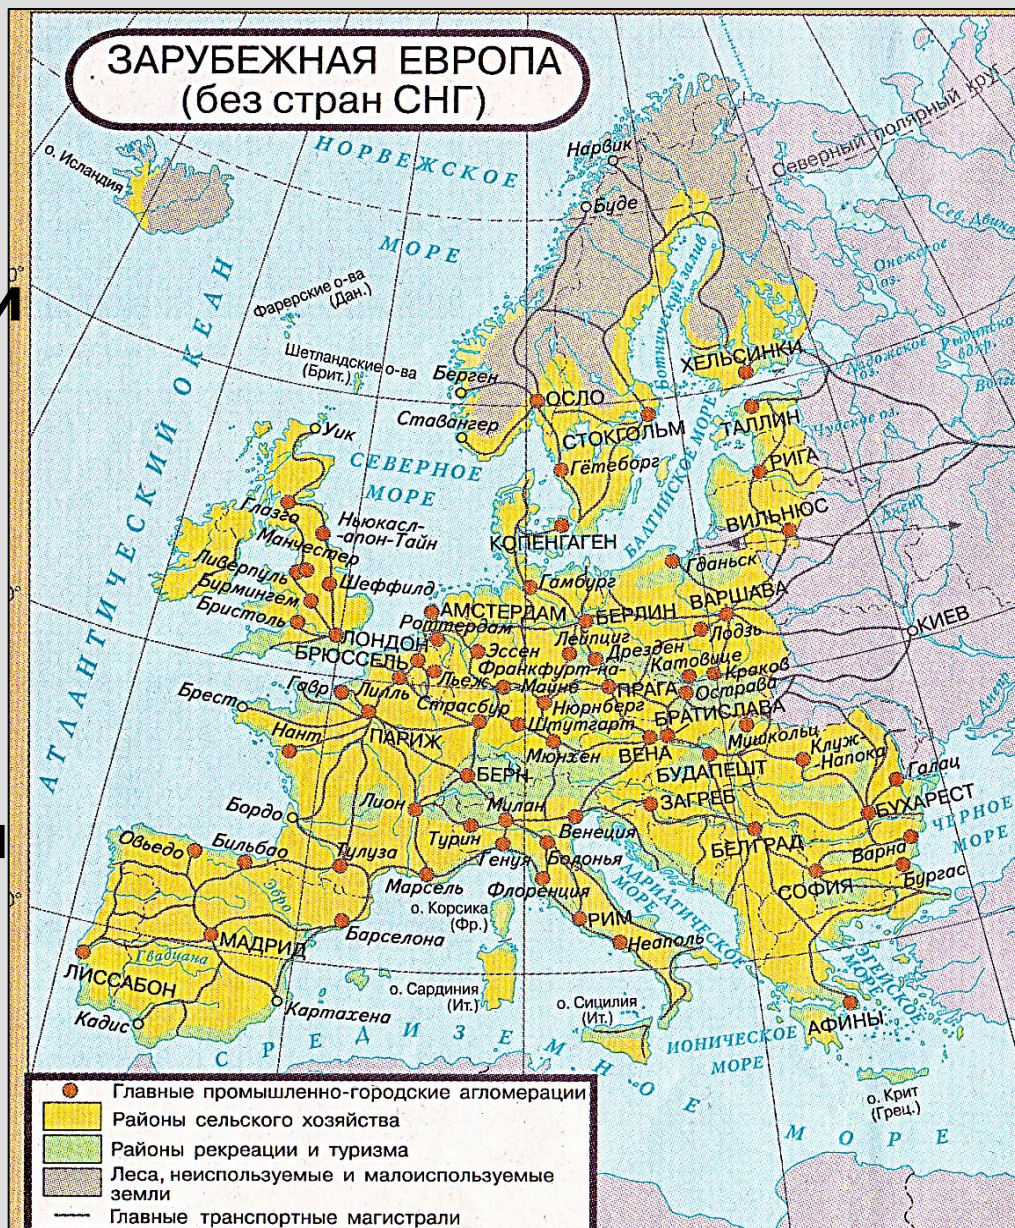 ЗАРУБЕЖНАЯ ЕВРОПА
(без стран СНГ)
Северный полярный круг
НОРВЕЖСКОЕ
МОРЕ
о. Исландия
Нарвик
Буде
Сев. Двина
Онежское
оз.
АТЛАНТИЧЕСКИЙ ОКЕАН
Фарерские о-ва
(Дан.)
Ботнический залив
Шетландские о-ва
(Брит.)
Берген
ХЕЛЬСИНКИ
Ладожское
оз.
ОСЛО
Ставангер
СТОКГОЛЬМ
ТАЛЛИН
Чудское оз.
Уик
СЕВЕРНОЕ
МОРЕ
Гётеборг
БАЛТИЙСКОЕ МОРЕ
РИГА
Глазго
Ньюкасл-
-апон-Тайн
КОПЕНГАГЕН
ВИЛЬНЮС
Днепр
Манчестер
Ливерпуль
Шеффилд
Бирмингем
Бристоль
ЛОНДОН
Гамбург
Гданьск
АМСТЕРДАМ
БЕРЛИН
ВАРШАВА
КИЕВ
Роттердам
Лейпциг
Лодзь
БРЮССЕЛЬ
Эссен
Дрезден
Катовице
Краков
Льеж
Франкфурт-на-
-Майне
ПРАГА
Острава
Гавр
Лилль
Брест
Страсбур
Нюрнберг
Штутгарт
БРАТИСЛАВА
Днепр
Нант
ПАРИЖ
Мюнхен
ВЕНА
Мишкольц
Клуж-
-Напока
БЕРН
БУДАПЕШТ
Галац
Бордо
Лион
Милан
ЗАГРЕБ
БУХАРЕСТ
Турин
Венеция
ЧЕРНОЕ
МОРЕ
Овьедо
Бильбао
Тулуза
Генуя
Болонья
БЕЛГРАД
Варна
Марсель
Флоренция
АДРИАТИЧЕСКОЕ
МОРЕ
СОФИЯ
Бургас
Эбро
о. Корсика
(Фр.)
РИМ
МАДРИД
Барселона
Неаполь
Гвадиана
ЛИССАБОН
о. Сардиния
(Ит.)
о. Сицилия
(Ит.)
ЭГЕЙСКОЕ
МОРЕ
Кадис
Картахена
АФИНЫ
ИОНИЧЕСКОЕ
МОРЕ
СРЕДИЗЕМНОЕ
МОРЕ
о. Крит
(Грец.)
Главные промышленно-городские агломерации
Районы сельского хозяйства
Районы рекреации и туризма
Леса, неиспользуемые и малоиспользуемые
земли
Главные транспортные магистрали